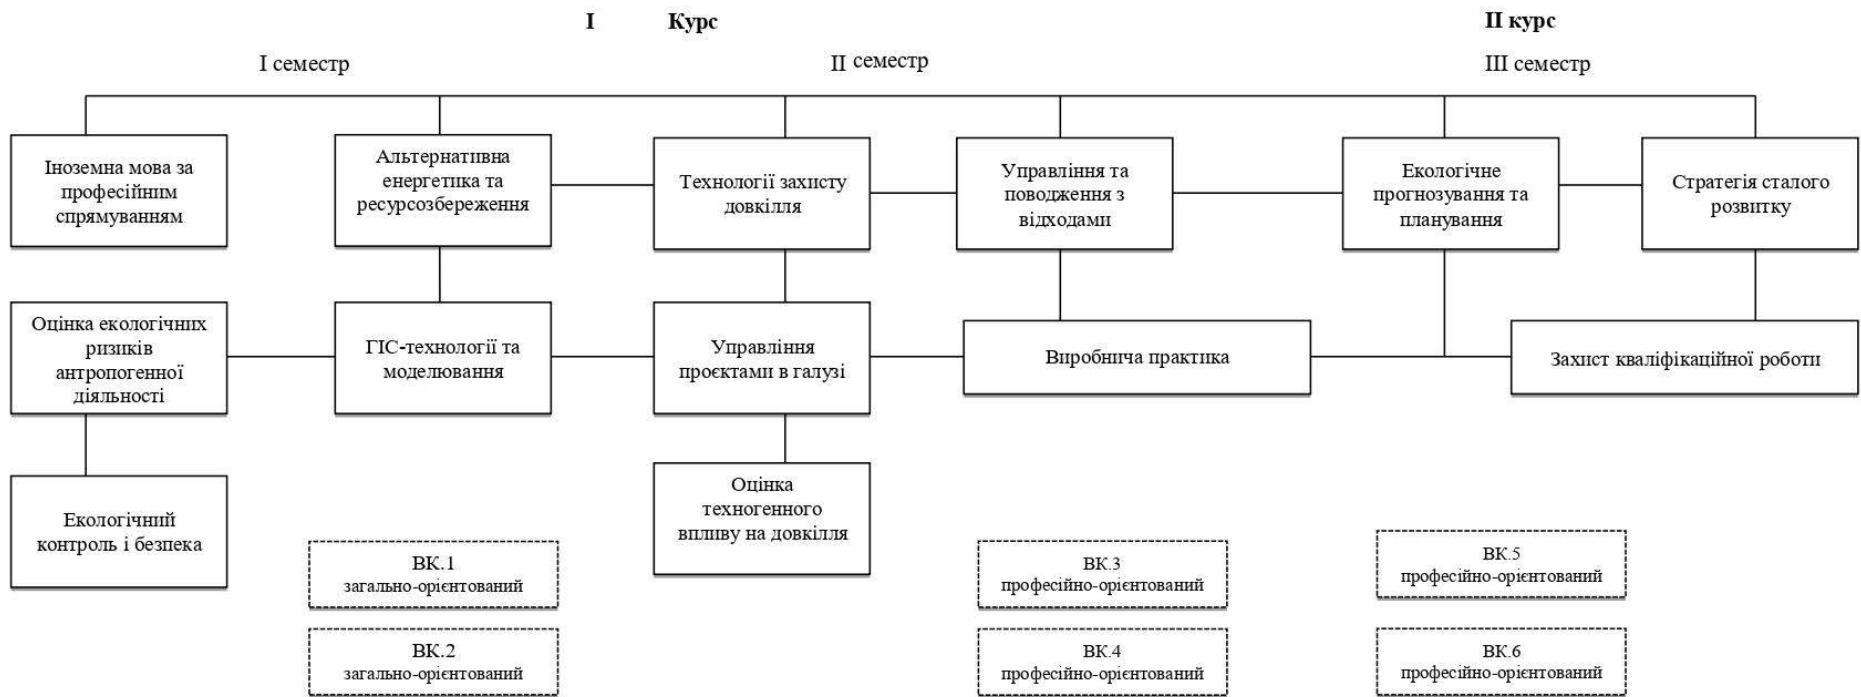 I Курс
II курс
I семестр
II семестр
III семестр
Іноземна мова за
професійним
спрямуванням
Альтернативна
енергетика та
ресурсозбереження
Технології захисту
довкілля
Управління та
поводження з
відходами
Екологічне
прогнозування та
планування
Стратегія сталого
розвитку
Оцінка екологічних
ризиків
антропогенної
діяльності
ГІС-технології та
моделювання
Управління
проєктами в галузі
Виробнича практика
Захист кваліфікаційної роботи
Екологічний
контроль і безпека
Оцінка
техногенного
впливу на довкілля
ВК.1
загально-орієнтований
ВК.3
професійно-орієнтований
ВК.5
професійно-орієнтований
ВК.2
загально-орієнтований
ВК.4
професійно-орієнтований
ВК.6
професійно-орієнтований